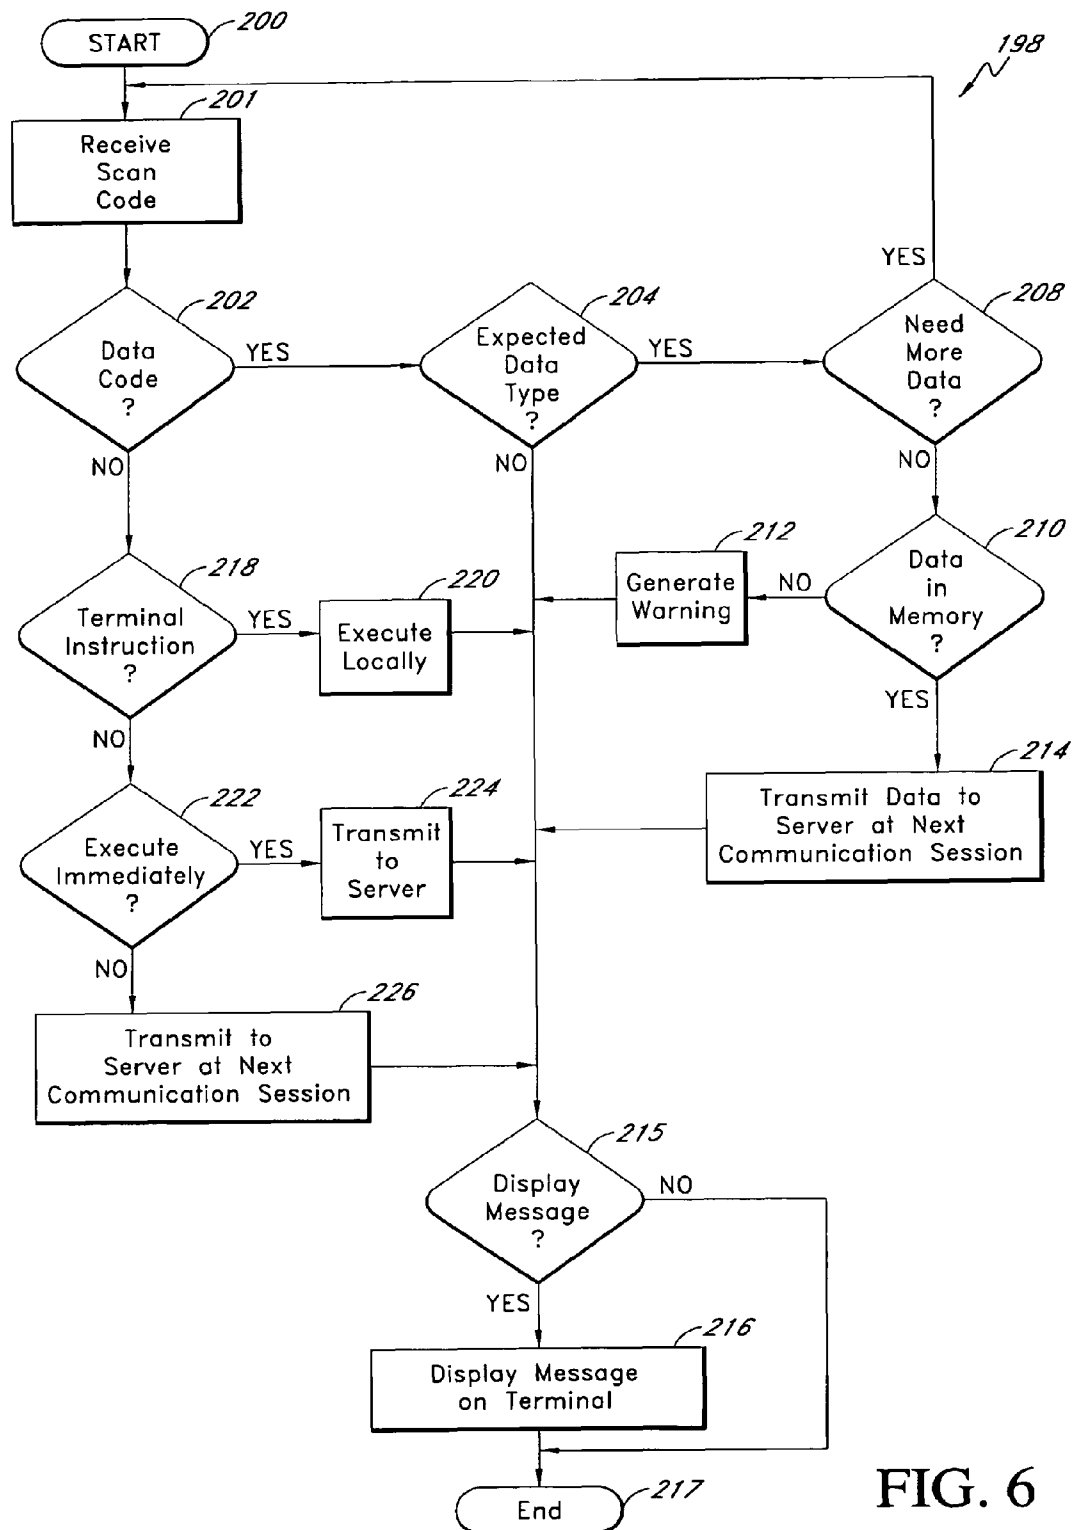 START
200
198
201
Receive
Scan
Code
YES
202
Data
Code
?
YES
204
Expected
Data
Type
?
YES
208
Need
More
Data
?
NO
NO
NO
218
Terminal
Instruction
?
YES
220
Execute
Locally
212
Generate
Warning
NO
210
Data
in
Memory
?
YES
NO
222
Execute
Immediately
?
YES
224
Transmit
to
Server
214
Transmit Data to
Server at Next
Communication Session
NO
226
Transmit to
Server at Next
Communication Session
215
Display
Message
?
NO
YES
216
Display Message
on Terminal
End
217
FIG. 6